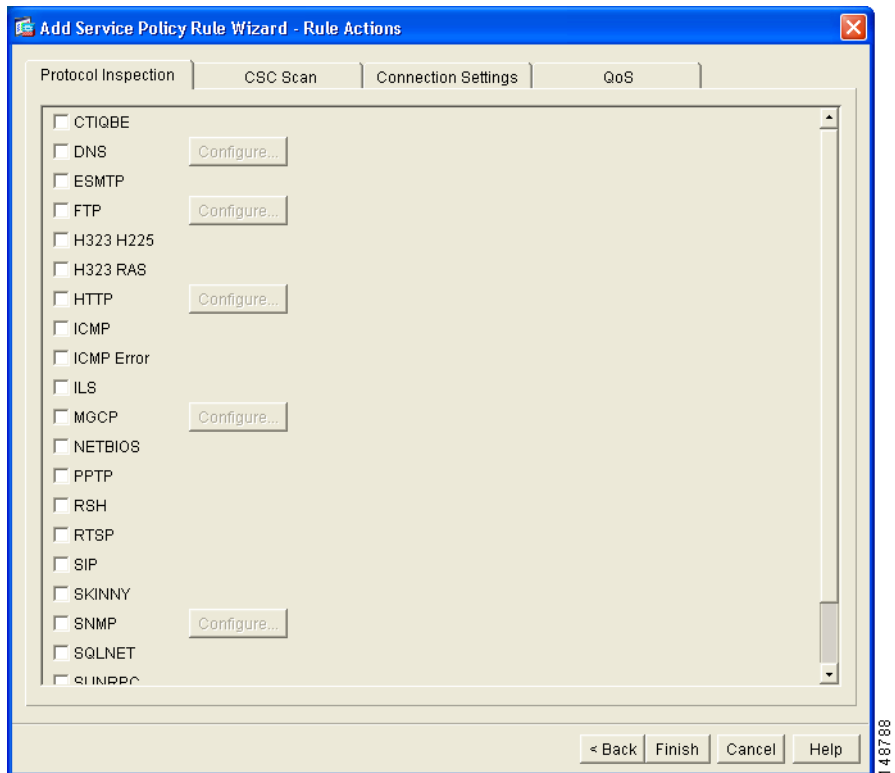 Add Service Policy Rule Wizard - Rule Actions
Protocol Inspection CSC Scan Connection Settings QoS
CTIQBE
DNS Configure...
ESMTP
FTP Configure...
H323 H225
H323 RAS
HTTP Configure...
ICMP
ICMP Error
ILS
MGCP Configure...
NETBIOS
PPTP
RSH
RTSP
SIP
SKINNY
SNMP Configure...
SQLNET
SUNRPC
< Back Finish Cancel Help
148788